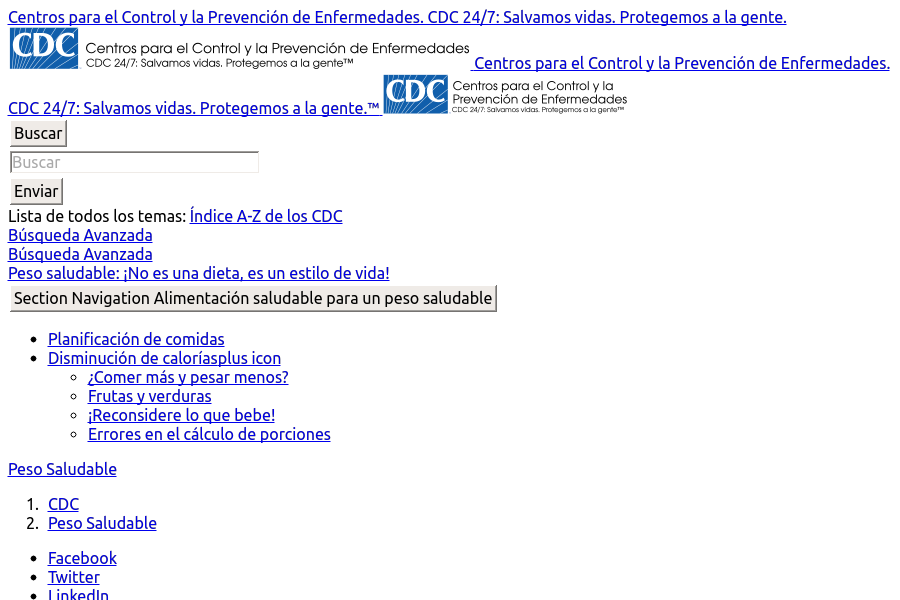 Centros para el Control y la Prevención de Enfermedades. CDC 24/7: Salvamos vidas. Protegemos a la gente.
CDC Centros para el Control y la Prevención de Enfermedades
CDC 24/7: Salvamos vidas. Protegemos a la gente™
Centros para el Control y la Prevención de Enfermedades.
CDC 24/7: Salvamos vidas. Protegemos a la gente.™
CDC Centros para el Control y la
Prevención de Enfermedades
CDC 24/7: Salvamos vidas. Protegemos a la gente™
Buscar
Buscar
Enviar
Lista de todos los temas: Índice A-Z de los CDC
Búsqueda Avanzada
Búsqueda Avanzada
Peso saludable: ¡No es una dieta, es un estilo de vida!
Section Navigation Alimentación saludable para un peso saludable
Planificación de comidas
Disminución de caloríasplus icon
¿Comer más y pesar menos?
Frutas y verduras
¡Reconsidere lo que bebe!
Errores en el cálculo de porciones
Peso Saludable
1. CDC
2. Peso Saludable
Facebook
Twitter
LinkedIn